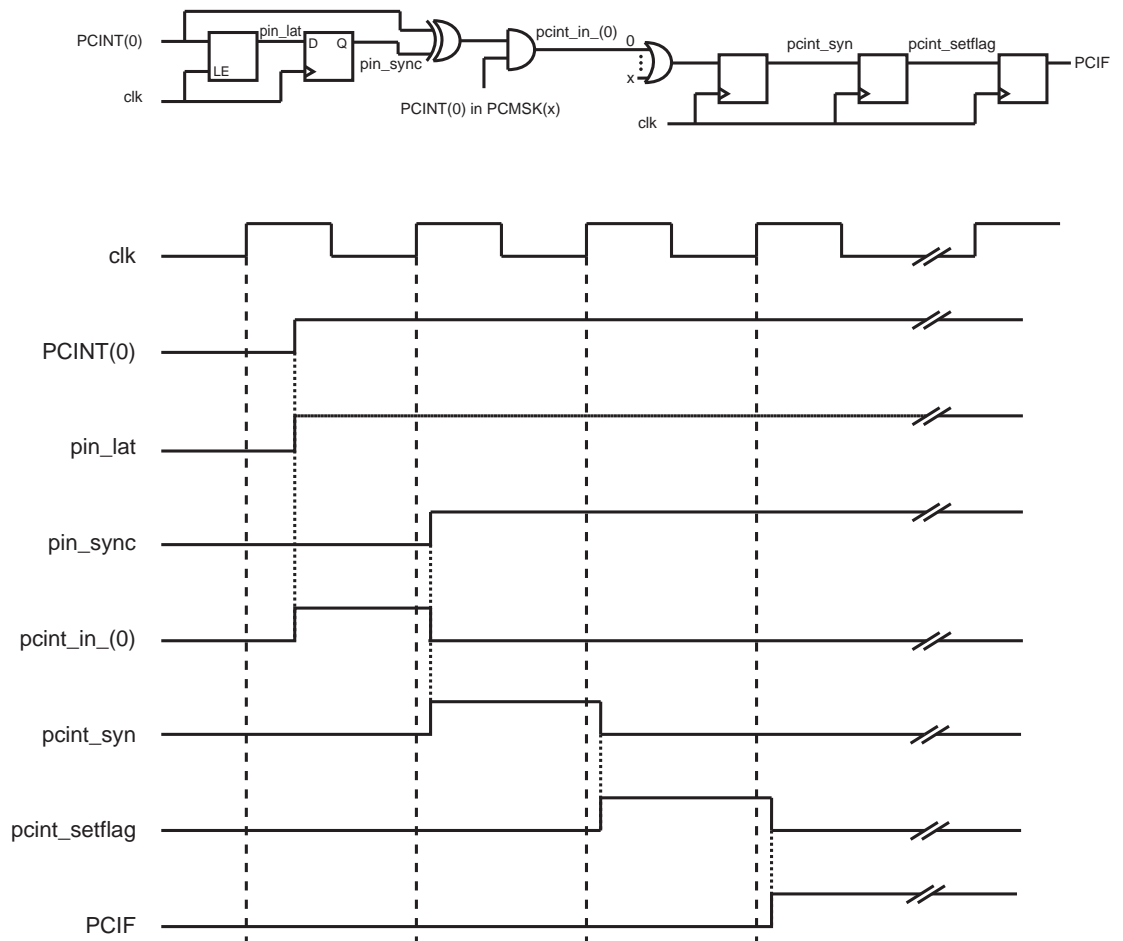 PCINT(0)
pin_lat
D Q
LE
pin_sync
clk
pcint_in_(0)
PCINT(0) in PCMSK(x)
0
x
pcint_syn
pcint_setflag
PCIF
clk
clk
PCINT(0)
pin_lat
pin_sync
pcint_in_(0)
pcint_syn
pcint_setflag
PCIF